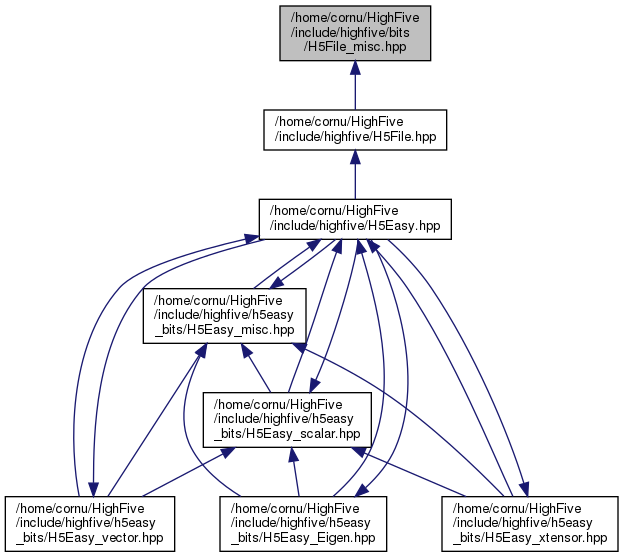 /home/cornu/HighFive
/include/highfive/bits
/H5File_misc.hpp
/home/cornu/HighFive
/include/highfive/H5File.hpp
/home/cornu/HighFive
/include/highfive/H5Easy.hpp
/home/cornu/HighFive
/include/highfive/h5easy
_bits/H5Easy_misc.hpp
/home/cornu/HighFive
/include/highfive/h5easy
_bits/H5Easy_scalar.hpp
/home/cornu/HighFive
/include/highfive/h5easy
_bits/H5Easy_vector.hpp
/home/cornu/HighFive
/include/highfive/h5easy
_bits/H5Easy_Eigen.hpp
/home/cornu/HighFive
/include/highfive/h5easy
_bits/H5Easy_xtensor.hpp